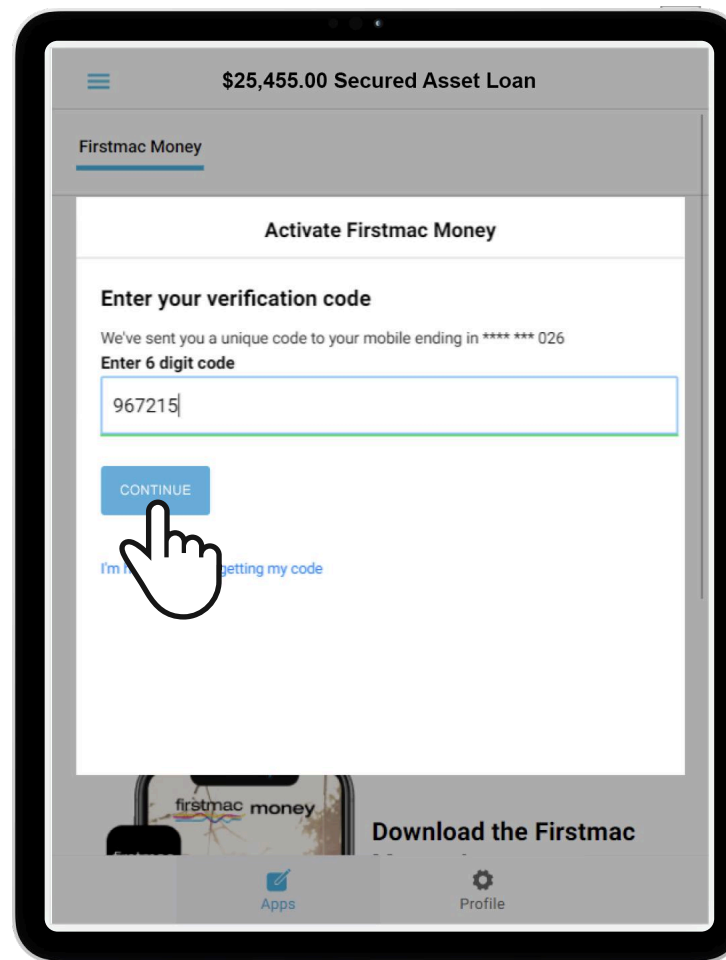 $25,455.00 Secured Asset Loan
Firstmac Money
Activate Firstmac Money
Enter your verification code
We've sent you a unique code to your mobile ending in **** *** 026
Enter 6 digit code
967215
CONTINUE
I'm getting my code
firstmac money
Download the Firstmac
Apps
Profile